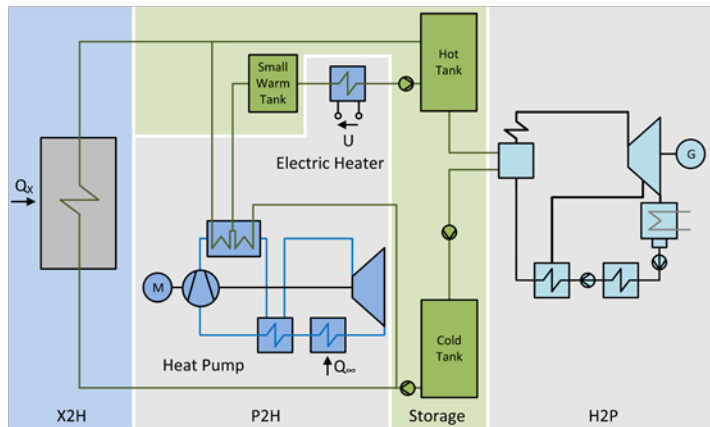 Hot
Tank
Small
Warm
Tank
U
Electric Heater
G
Qx
M
Cold
Tank
Heat Pump
Q∞
X2H
P2H
Storage
H2P